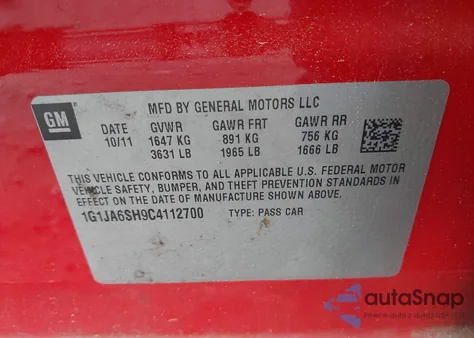 GM
MFD BY GENERAL MOTORS LLC
10/11 GVWR GAWR FRT GAWR RR
1647 KG 891 KG 756 KG
3631 LB 1965 LB 1666 LB
THIS VEHICLE CONFORMS TO ALL APPLICABLE U.S. FEDERAL MOTOR
VEHICLE SAFETY, BUMPER, AND THEFT PREVENTION STANDARDS IN
EFFECT ON THE DATE OF MANUFACTURE SHOWN ABOVE.
1G1JA6SH9C4112700 TYPE: PASS CAR
autaSnap